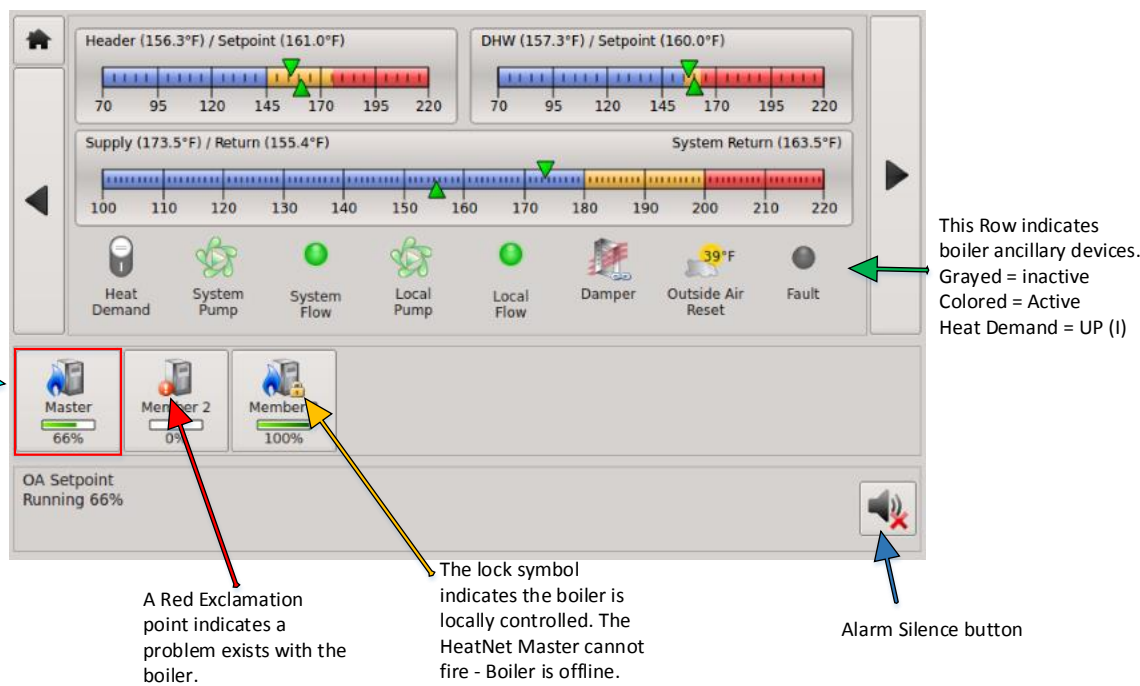 Header (156.3°F) / Setpoint (161.0°F)
DHW (157.3°F) / Setpoint (160.0°F)
70 95 120 145 170 195 220
70 95 120 145 170 195 220
Supply (173.5°F) / Return (155.4°F)
System Return (163.5°F)
100 110 120 130 140 150 160 170 180 190 200 210 220
39°F
Heat
Demand
System
Pump
System
Flow
Local
Pump
Local
Flow
Damper
Outside Air
Reset
Fault
This Row indicates
boiler ancillary devices.
Grayed = inactive
Colored = Active
Heat Demand = UP (I)
Master
66%
Member 2
0%
Member
100%
OA Setpoint
Running 66%
A Red Exclamation
point indicates a
problem exists with the
boiler.
The lock symbol
indicates the boiler is
locally controlled. The
HeatNet Master cannot
fire - Boiler is offline.
Alarm Silence button